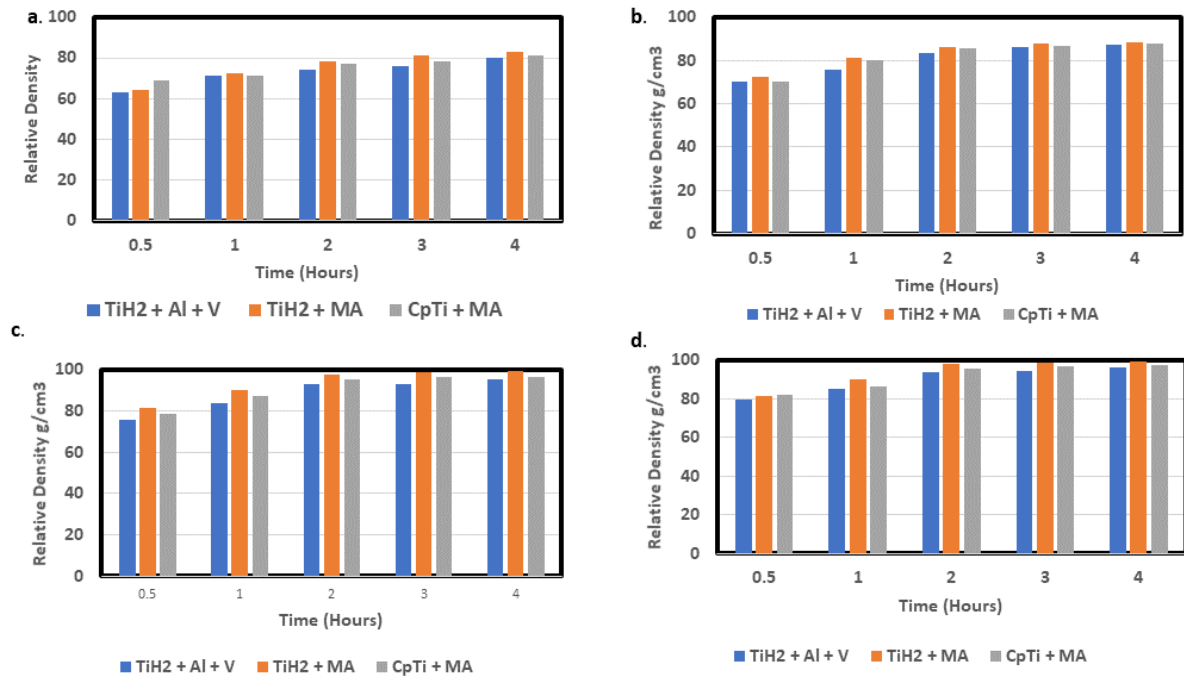 a.
Relative Density
100
80
60
40
20
0
0.5 1 2 3 4
Time (Hours)
TiH2 + Al + V TiH2 + MA CpTi + MA
b.
Relative Density g/cm3
100
80
60
40
20
0
0.5 1 2 3 4
Time (Hours)
TiH2 + Al + V TiH2 + MA CpTi + MA
c.
Relative Density g/cm3
100
80
60
40
20
0
0.5 1 2 3 4
Time (Hours)
TiH2 + Al + V TiH2 + MA CpTi + MA
d.
Relative Density g/cm3
100
80
60
40
20
0
0.5 1 2 3 4
Time (Hours)
TiH2 + Al + V TiH2 + MA CpTi + MA